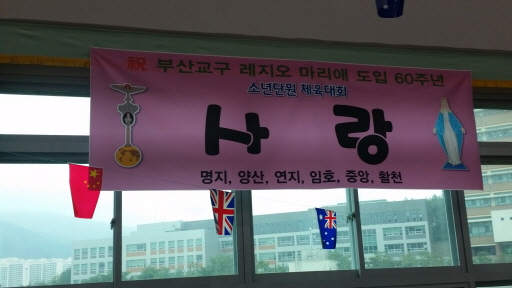 祝 부산교구 레지오 마리애 도입 60주년
소년단원 체육대회
사랑
명지, 양산, 연지, 임호, 중앙, 활천